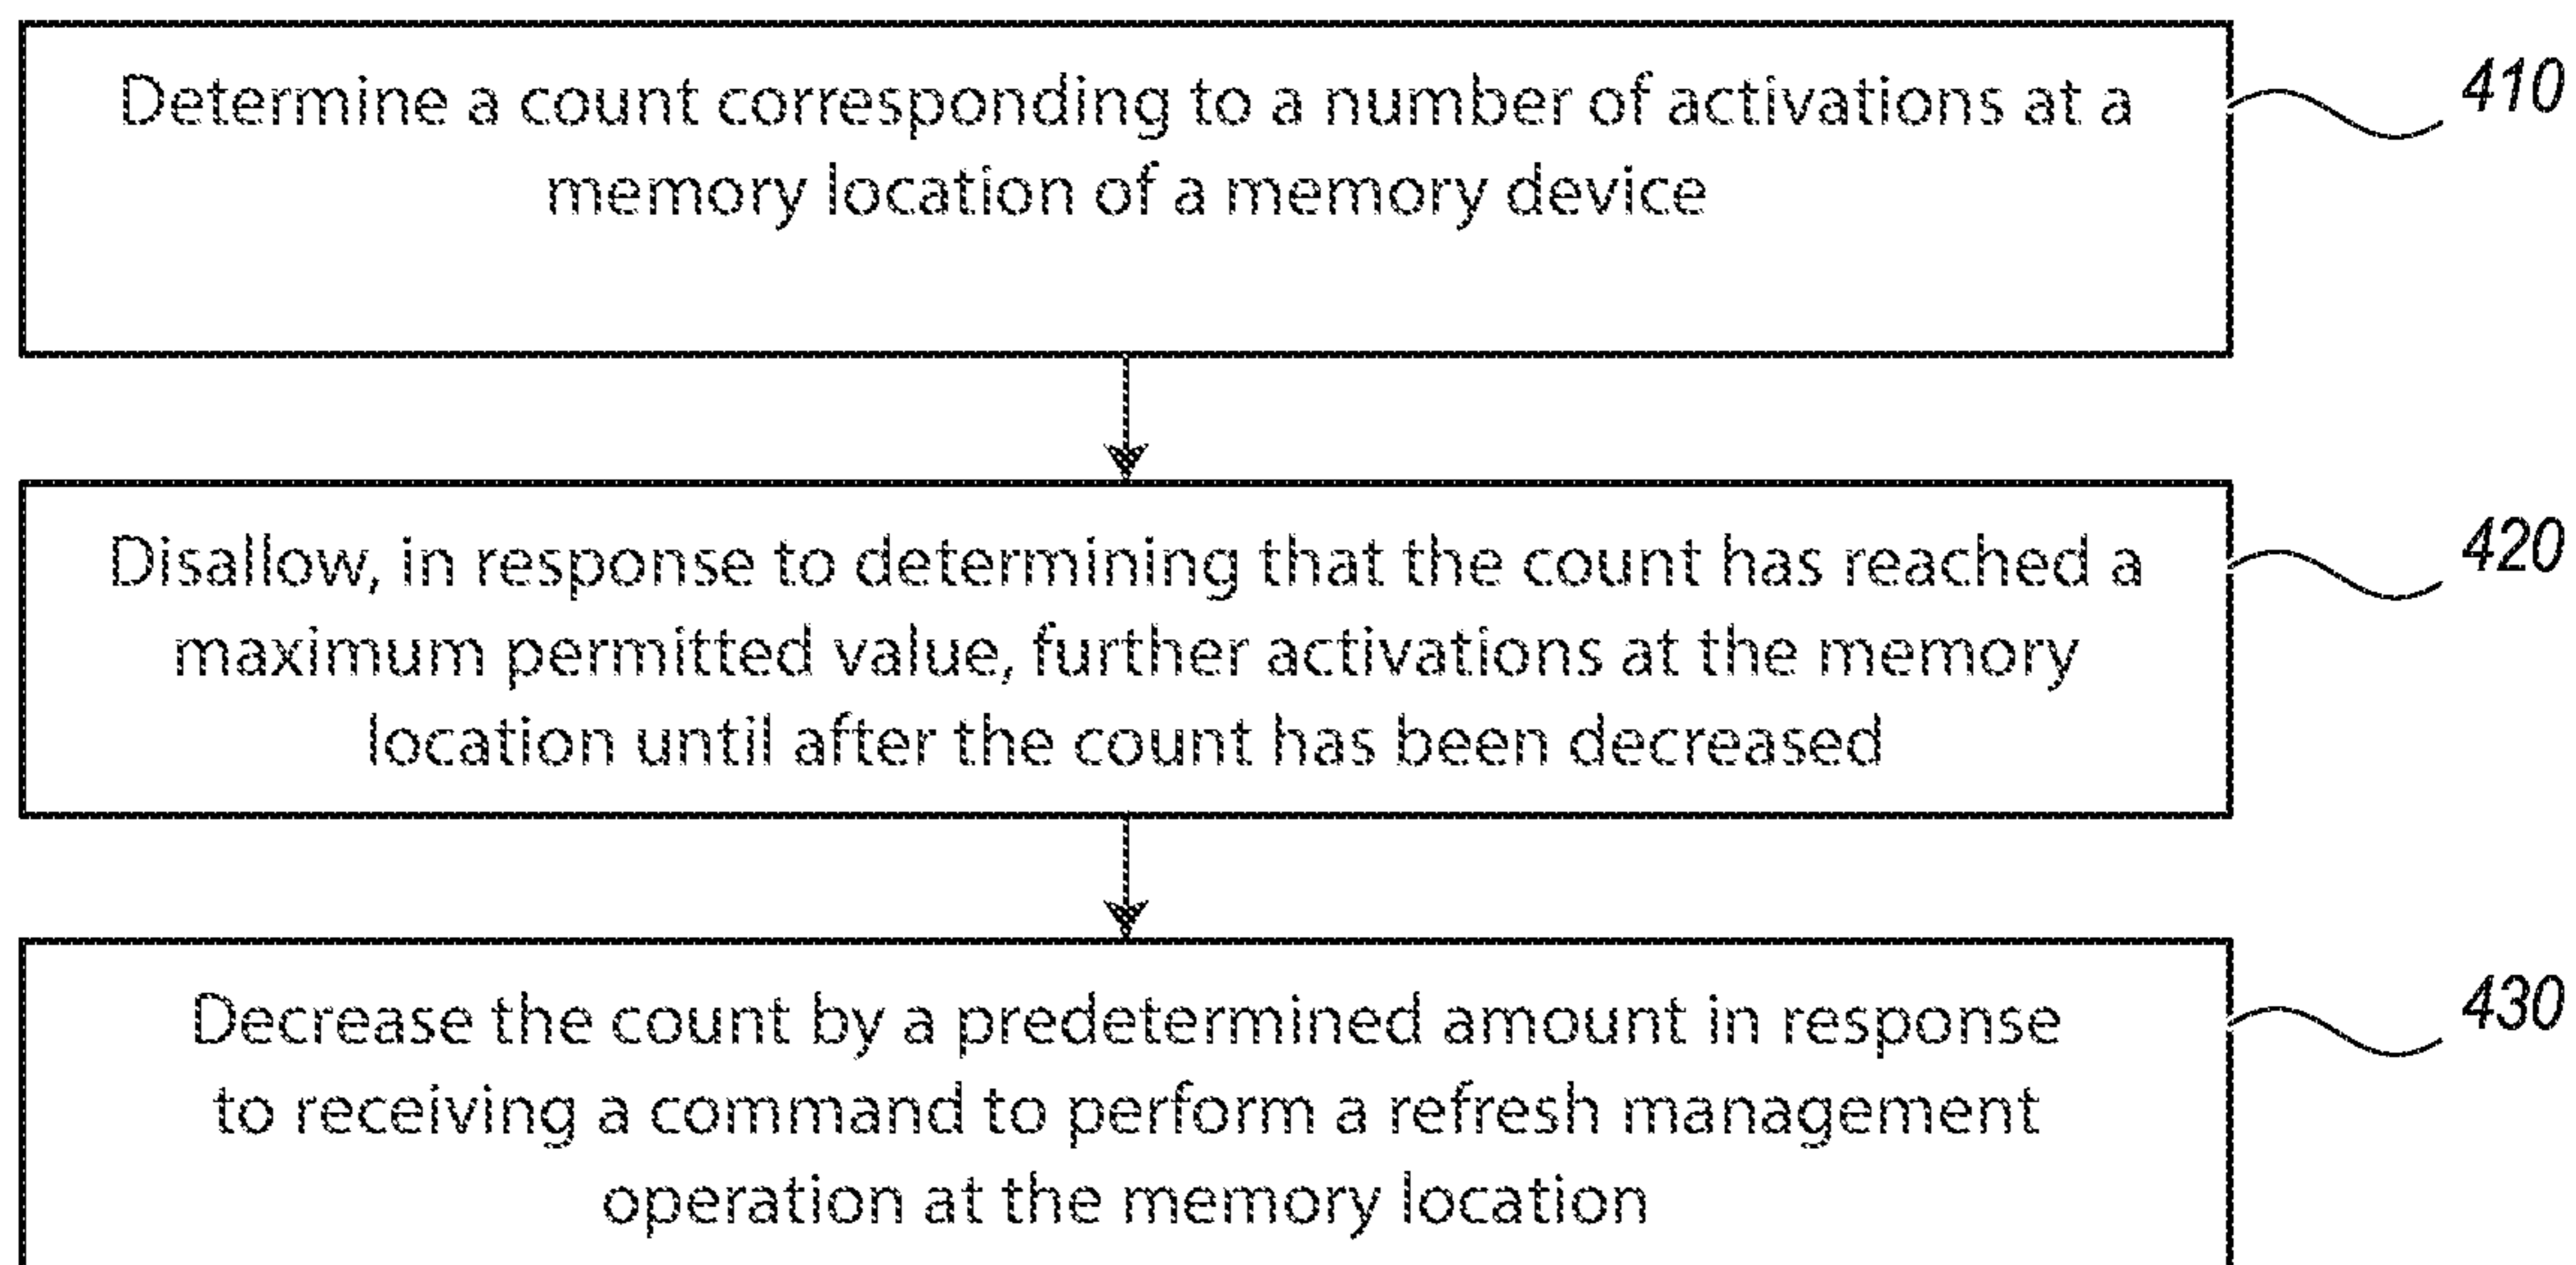 Determine a count corresponding to a number of activations at a
memory location of a memory device
410
Disallow, in response to determining that the count has reached a
maximum permitted value, further activations at the memory
location until after the count has been decreased
420
Decrease the count by a predetermined amount in response
to receiving a command to perform a refresh management
operation at the memory location
430